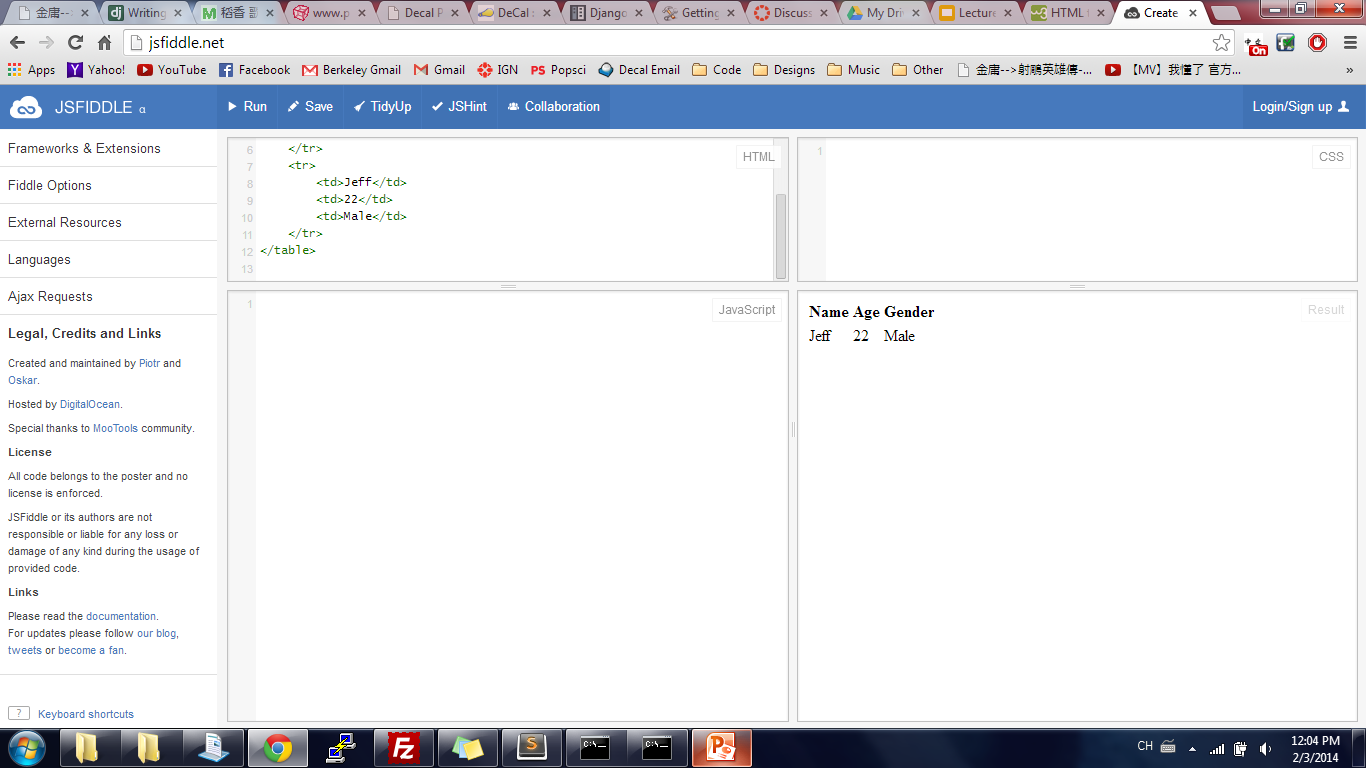 金庸--
Writing
稻香
www.p
Decal P
DeCal
Django
Getting
Discuss
My Dri
Lecture
HTML t
Create
jsfiddle.net
On
Apps Yahoo! YouTube Facebook Berkeley Gmail Gmail IGN PS Popsci Decal Email Code Designs Music Other 金庸-->射鵰英雄傳-... 【MV】我懂了 官方... »
JSFIDDLE α Run Save TidyUp JSHint Collaboration Login/Sign up
Frameworks & Extensions
Fiddle Options
External Resources
Languages
Ajax Requests
Legal, Credits and Links
Created and maintained by Piotr and
Oskar.
Hosted by DigitalOcean.
Special thanks to MooTools community.
License
All code belongs to the poster and no
license is enforced.
JSFiddle or its authors are not
responsible or liable for any loss or
damage of any kind during the usage of
provided code.
Links
Please read the documentation.
For updates please follow our blog,
tweets or become a fan.
? Keyboard shortcuts
HTML
6 </tr>
7 <tr>
8 <td>Jeff</td>
9 <td>22</td>
10 <td>Male</td>
11 </tr>
12 </table>
13
1 CSS
1 JavaScript
Result
Name Age Gender
Jeff 22 Male
CH 12:04 PM
2/3/2014